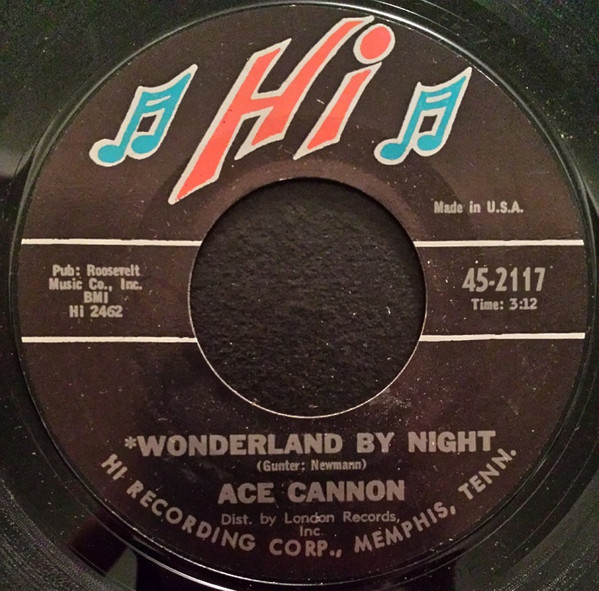 Hi
Made in U.S.A.
Pub: Roosevelt
Music Co., Inc.
BMI
Hi 2462
45-2117
Time: 3:12
*WONDERLAND BY NIGHT
(Gunter: Newmann)
ACE CANNON
Dist. by London Records,
Inc.
HI RECORDING CORP., MEMPHIS, TENN.